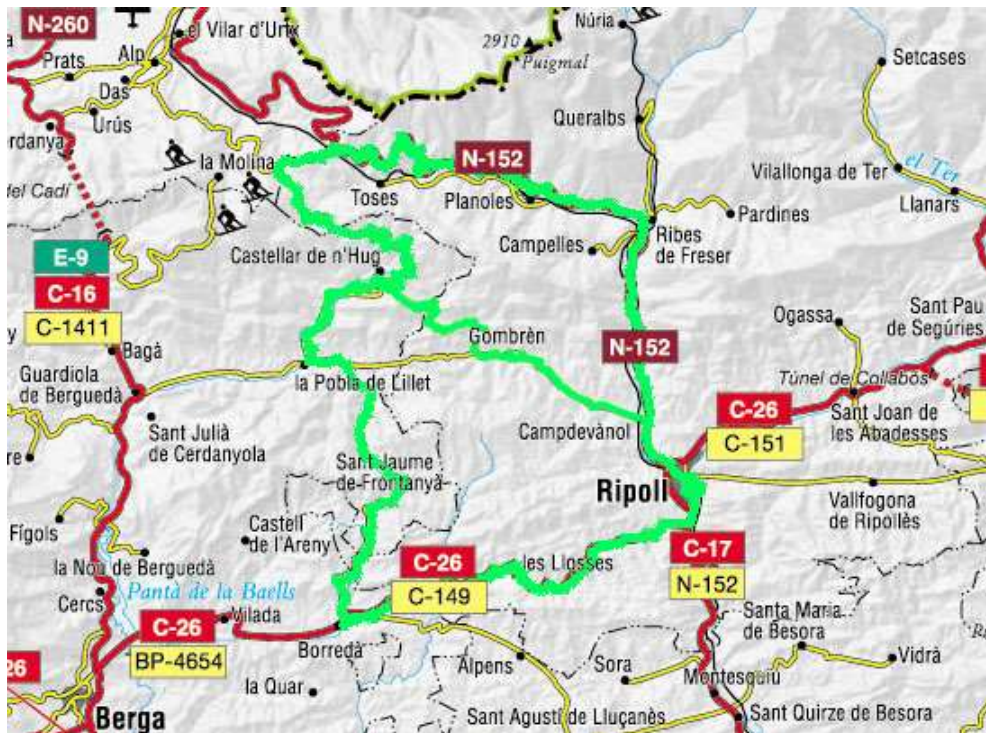 N-260
el Vilar d'Urtx
Núria
Prats
Alp
2910
Puigmal
Setcases
Das
Urús
Queralbs
erdanya
la Molina
N-152
Vilallonga de Ter
el Ter
del Cadí
Toses
Planoles
Llanars
Pardines
Campelles
Ribes
de Freser
E-9
Castellar de n'Hug
C-16
C-1411
Ogassa
Sant Pau
de Segúries
Gombrèn
N-152
Bagà
Guardiola
de Berguedà
la Pobla de Lillet
Túnel de Collabós
C-26
C-151
Sant Joan de
les Abadesses
Campdevànol
Sant Julià
de Cerdanyola
re
Sant Jaume
de Frontanyà
Ripoll
Vallfogona
de Ripollès
Fígols
Castell
de l'Areny
la Nou de Berguedà
C-26
C-149
les Llosses
C-17
N-152
Cercs
Pantà de la Baells
Vilada
Santa Maria
de Besora
C-26
BP-4654
Borredà
Alpens
Sora
Vidrà
26
la Quar
Montesquiu
Berga
Sant Agustí de Lluçanès
Sant Quirze de Besora